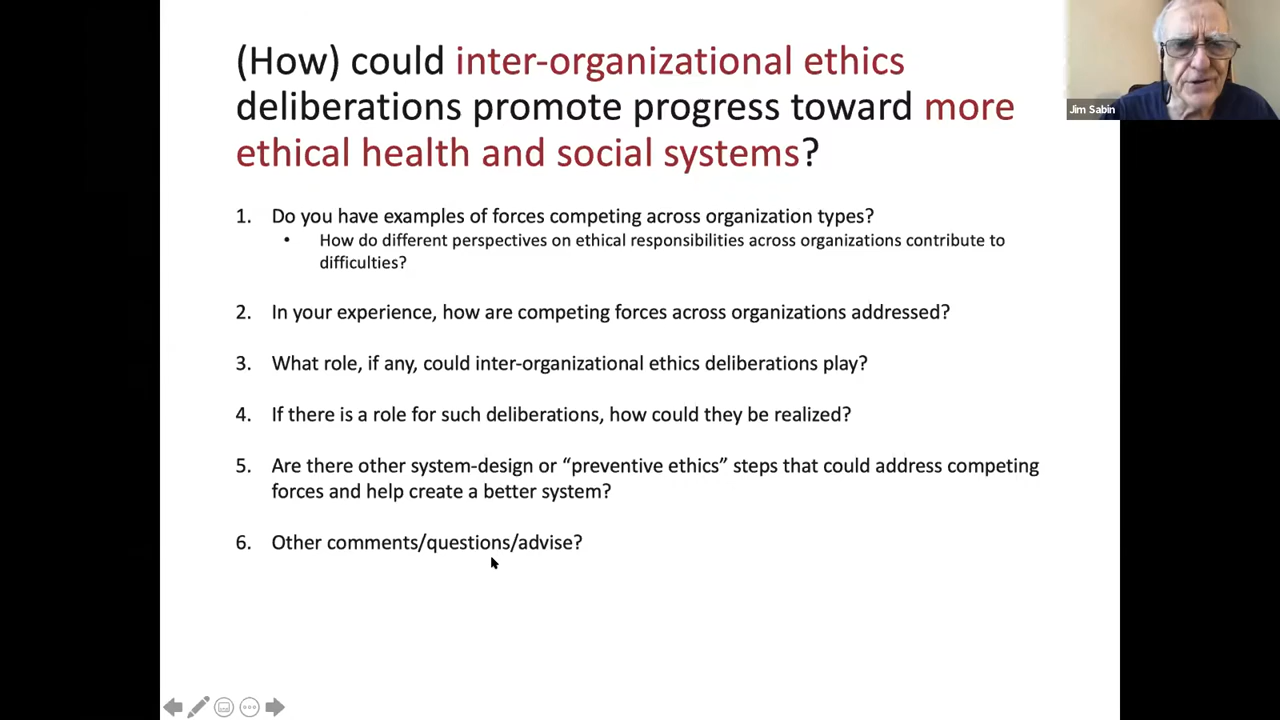 (How) could inter-organizational ethics
deliberations promote progress toward more
ethical health and social systems?
Jim Sabin
1. Do you have examples of forces competing across organization types?
• How do different perspectives on ethical responsibilities across organizations contribute to
difficulties?
2. In your experience, how are competing forces across organizations addressed?
3. What role, if any, could inter-organizational ethics deliberations play?
4. If there is a role for such deliberations, how could they be realized?
5. Are there other system-design or “preventive ethics” steps that could address competing
forces and help create a better system?
6. Other comments/questions/advise?